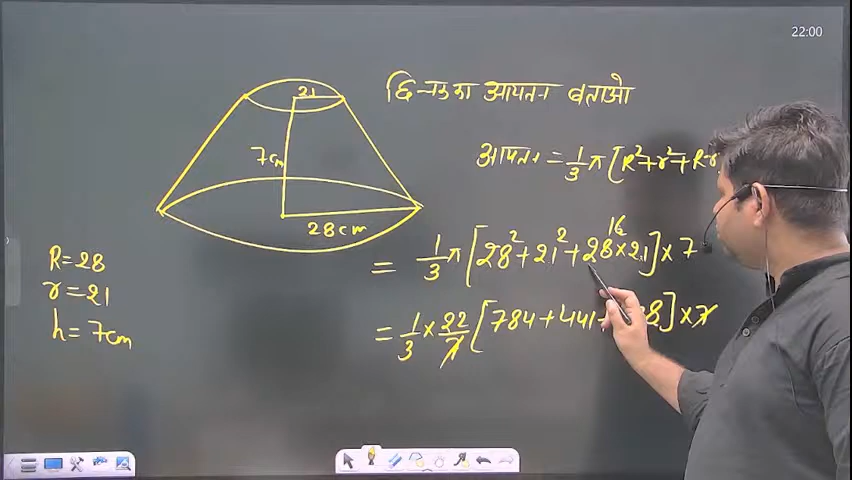 22:00
छिन्नक का आयतन बताओ
21
7cm
28cm
आयतन = 1/3 π [R²+r²+R·r
= 1/3 π [28²+21²+28×21] × 7
16
R=28
r=21
h=7cm
= 1/3 × 22/7 [784+441+ 8] × 7